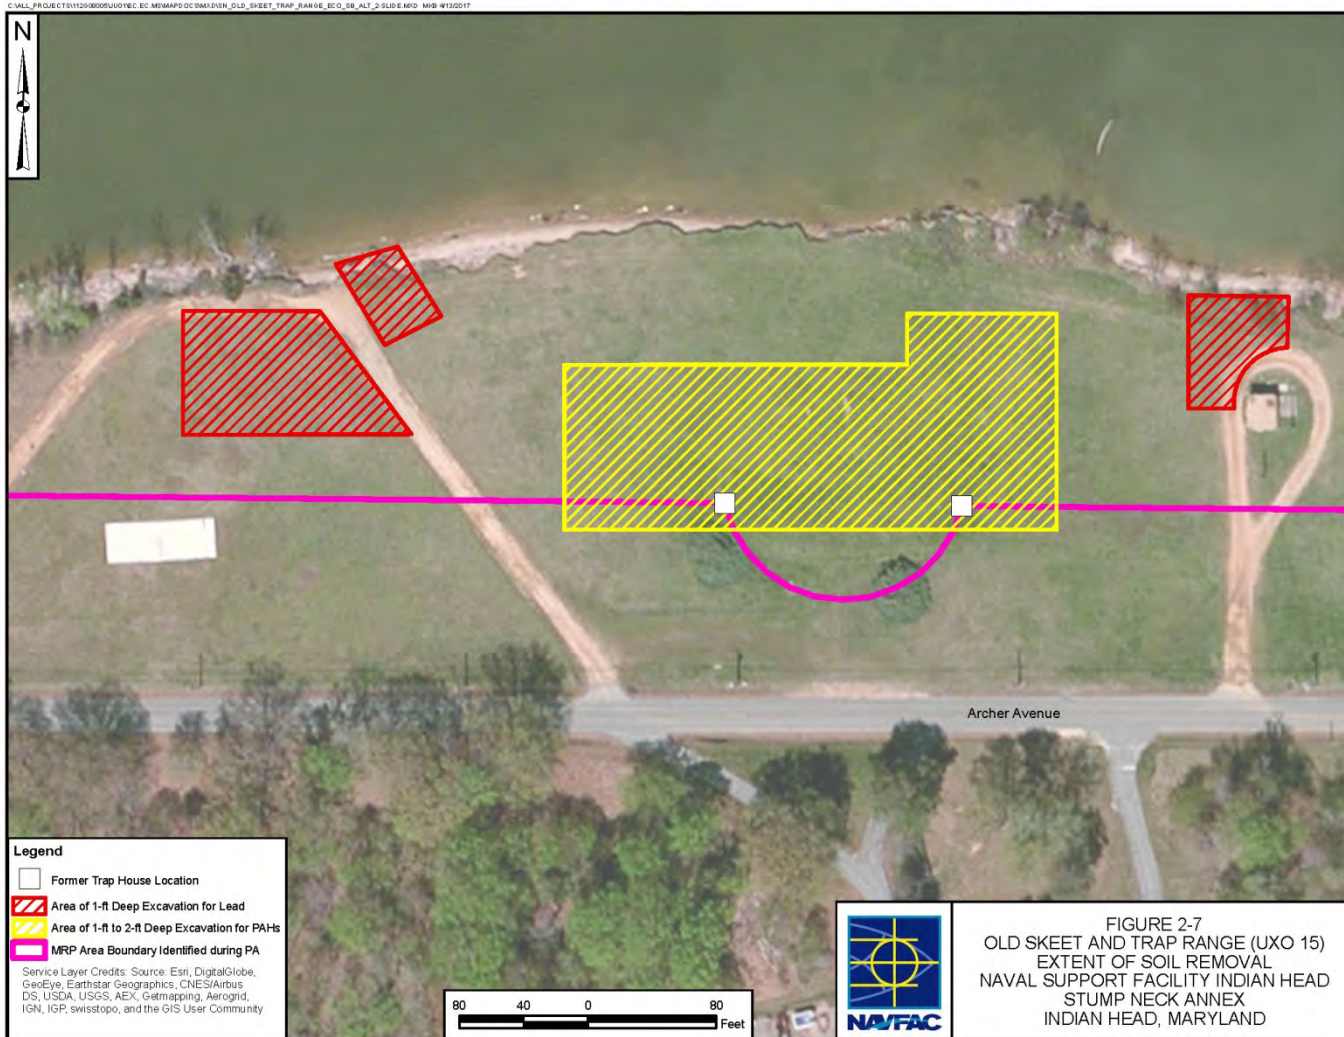 N
Archer Avenue
Legend
Former Trap House Location
Area of 1-ft Deep Excavation for Lead
Area of 1-ft to 2-ft Deep Excavation for PAHs
MRP Area Boundary Identified during PA
Service Layer Credits: Source: Esri, DigitalGlobe,
GeoEye, Earthstar Geographics, CNES/Airbus
DS, USDA, USGS, AEX, Getmapping, Aerogrid,
IGN, IGP, swisstopo, and the GIS User Community
80 40 0 80
Feet
NAVFAC
FIGURE 2-7
OLD SKEET AND TRAP RANGE (UXO 15)
EXTENT OF SOIL REMOVAL
NAVAL SUPPORT FACILITY INDIAN HEAD
STUMP NECK ANNEX
INDIAN HEAD, MARYLAND